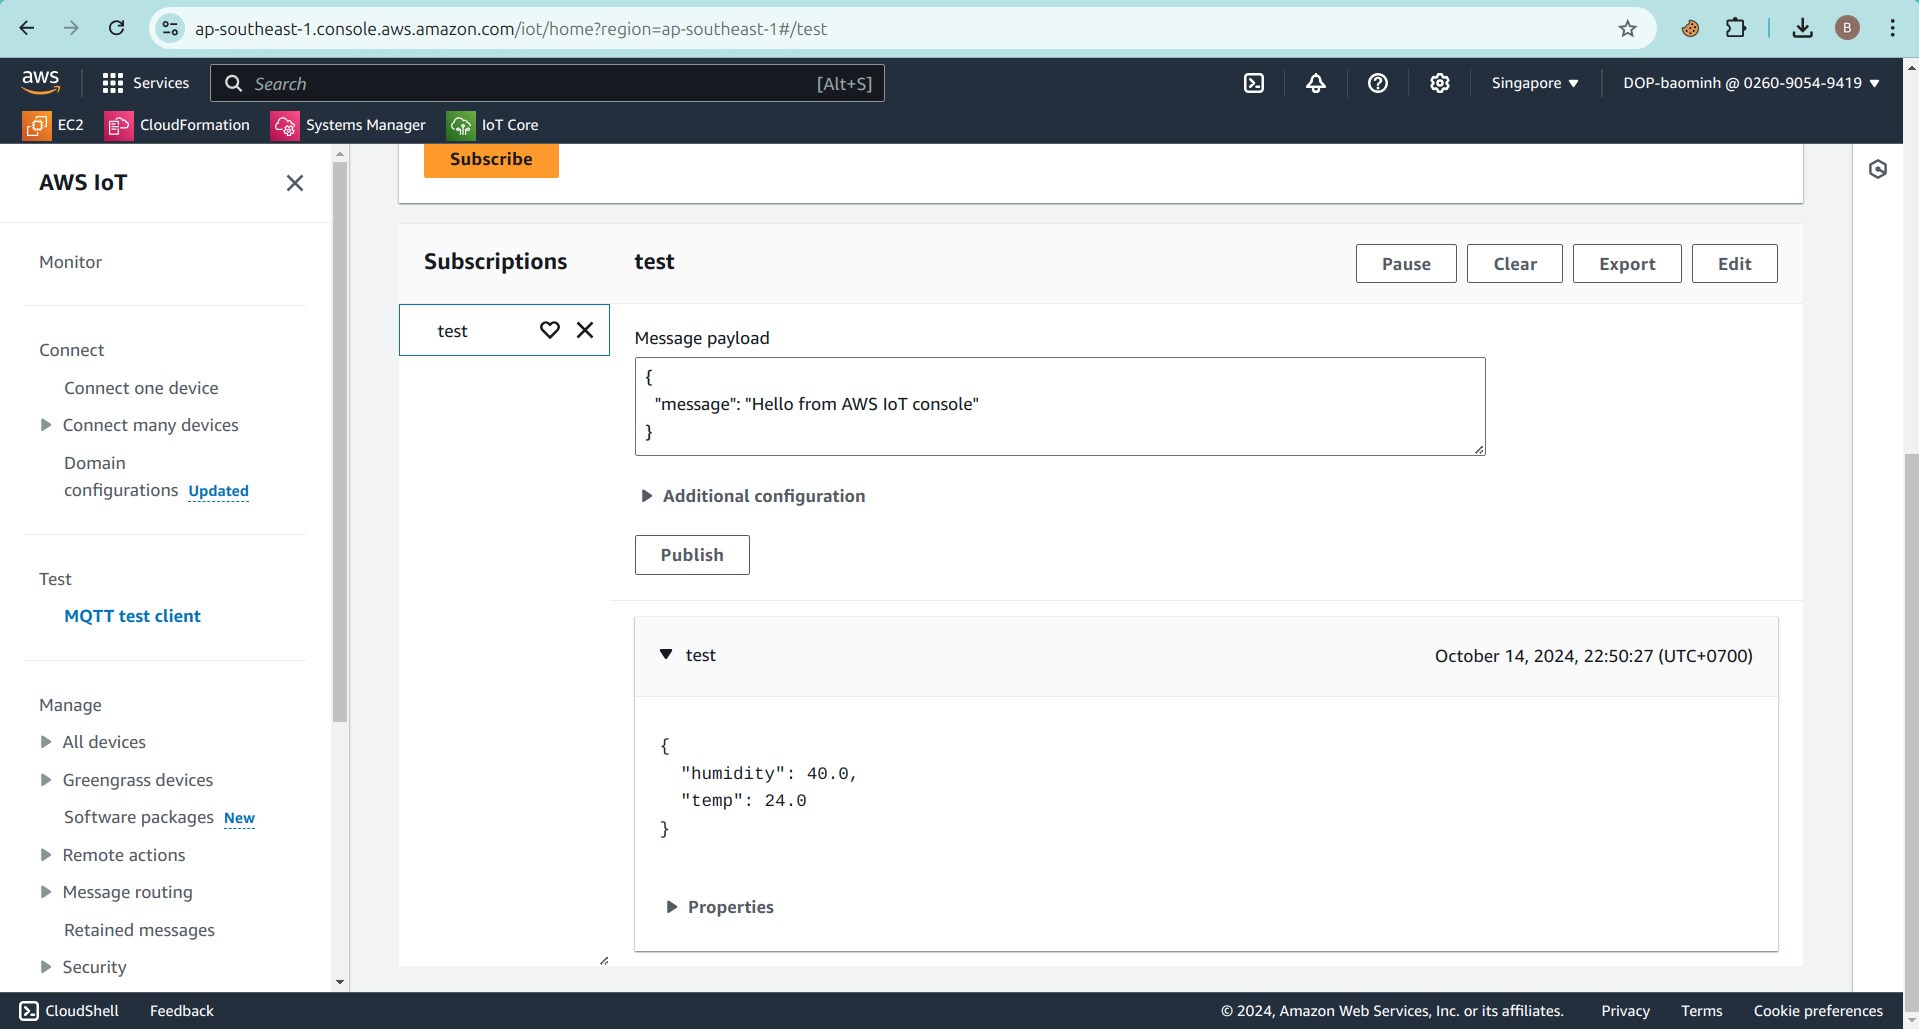 ap-southeast-1.console.aws.amazon.com/iot/home?region=ap-southeast-1#/test
B
aws
Services
Search
[Alt+S]
Singapore
DOP-baominh @ 0260-9054-9419
EC2
CloudFormation
Systems Manager
IoT Core
AWS IoT
Monitor
Connect
Connect one device
Connect many devices
Domain
configurations Updated
Test
MQTT test client
Manage
All devices
Greengrass devices
Software packages New
Remote actions
Message routing
Retained messages
Security
Subscribe
Subscriptions
test
Pause
Clear
Export
Edit
test
Message payload
{
"message": "Hello from AWS IoT console"
}
Additional configuration
Publish
test
October 14, 2024, 22:50:27 (UTC+0700)
{
"humidity": 40.0,
"temp": 24.0
}
Properties
CloudShell
Feedback
© 2024, Amazon Web Services, Inc. or its affiliates.
Privacy
Terms
Cookie preferences